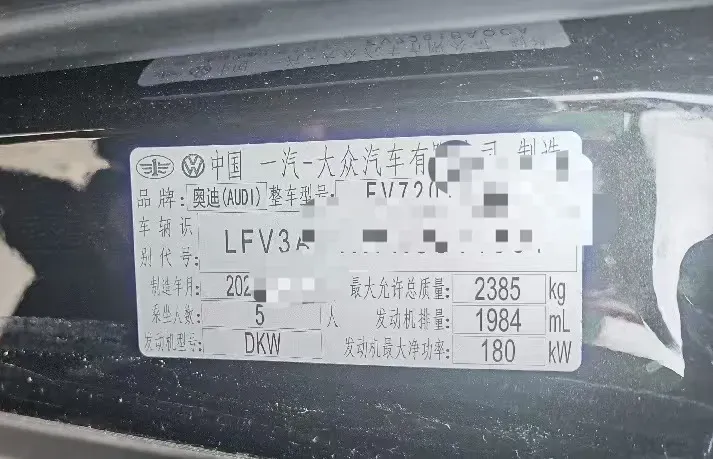 中国 一汽-大众汽车有 公司 制造
品牌: 奥迪(AUDI) 整车型号: FV720
车辆识
别代号: LFV3A
制造年月: 202 最大允许总质量: 2385 kg
乘坐人数: 5 人 发动机排量: 1984 mL
发动机型号: DKW 发动机最大净功率: 180 kW